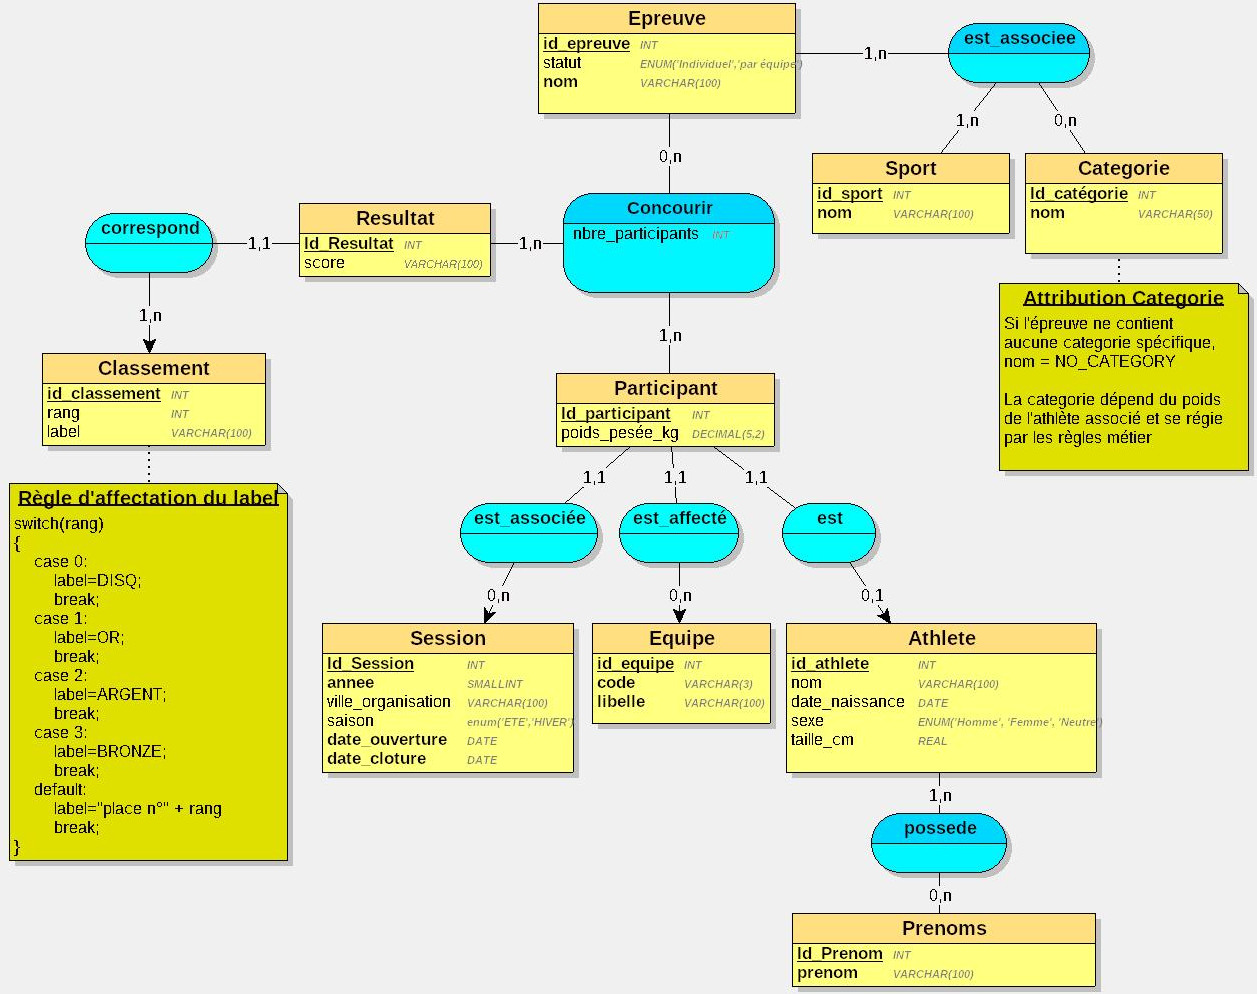 Epreuve
id_epreuve INT
statut ENUM('Individuel','par équipe')
nom VARCHAR(100)
1,n
est_associee
1,n
0,n
0,n
Sport
id_sport INT
nom VARCHAR(100)
Categorie
Id_catégorie INT
nom VARCHAR(50)
Attribution Categorie
Si l'épreuve ne contient
aucune categorie spécifique,
nom = NO_CATEGORY
La categorie dépend du poids
de l'athlète associé et se régie
par les règles métier
Concourir
nbre_participants INT
1,n
Resultat
Id_Resultat INT
score VARCHAR(100)
1,1
correspond
1,n
Classement
id_classement INT
rang INT
label VARCHAR(100)
Règle d'affectation du label
switch(rang)
{
case 0:
label=DISQ;
break;
case 1:
label=OR;
break;
case 2:
label=ARGENT;
break;
case 3:
label=BRONZE;
break;
default:
label="place n°" + rang
break;
}
1,n
Participant
Id_participant INT
poids_pesée_kg DECIMAL(5,2)
1,1
1,1
1,1
est_associée
est_affecté
est
0,n
0,n
0,1
Session
Id_Session INT
annee SMALLINT
ville_organisation VARCHAR(100)
saison enum('ETE','HIVER')
date_ouverture DATE
date_cloture DATE
Equipe
id_equipe INT
code VARCHAR(3)
libelle VARCHAR(100)
Athlete
id_athlete INT
nom VARCHAR(100)
date_naissance DATE
sexe ENUM('Homme', 'Femme', 'Neutre')
taille_cm REAL
1,n
possede
0,n
Prenoms
Id_Prenom INT
prenom VARCHAR(100)